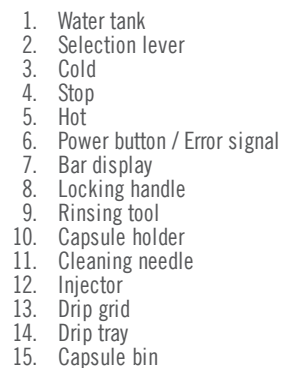 1. Water tank
2. Selection lever
3. Cold
4. Stop
5. Hot
6. Power button / Error signal
7. Bar display
8. Locking handle
9. Rinsing tool
10. Capsule holder
11. Cleaning needle
12. Injector
13. Drip grid
14. Drip tray
15. Capsule bin